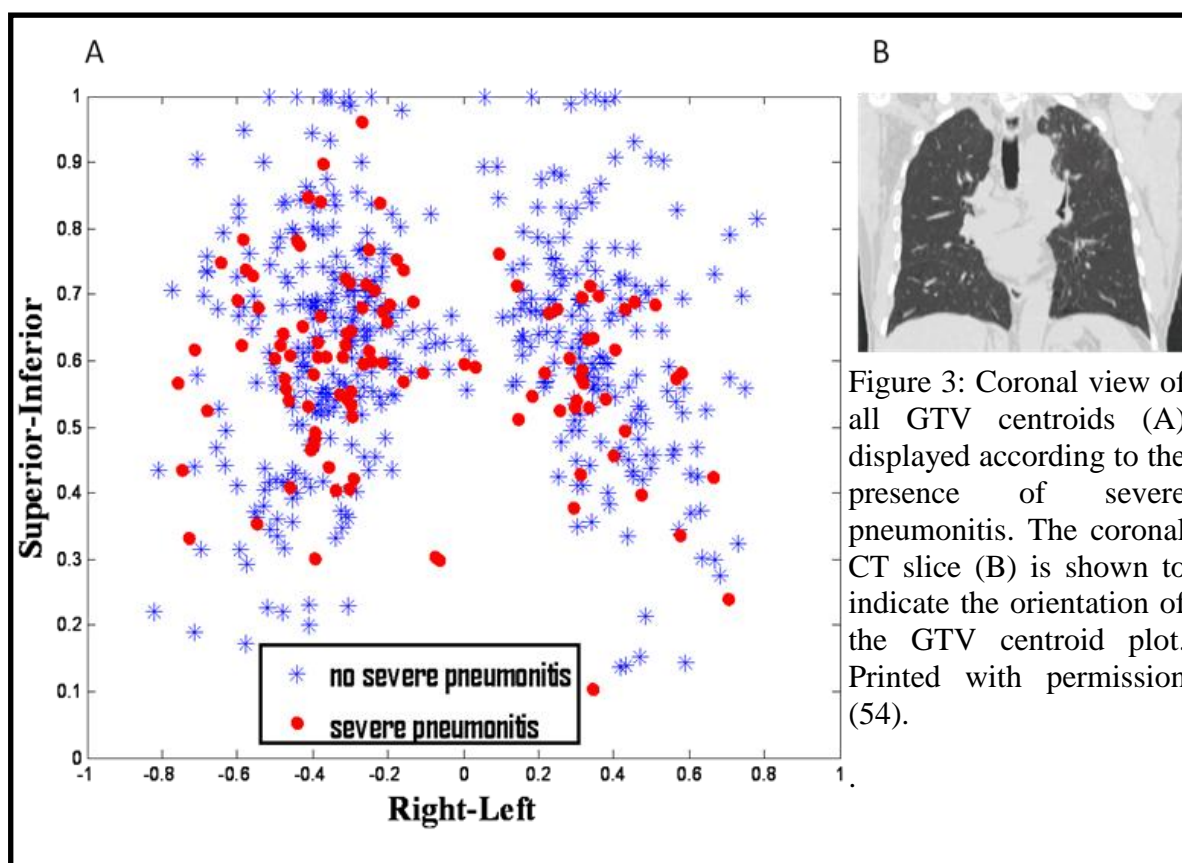 A
B
1
0.9
0.8
0.7
0.6
0.5
0.4
0.3
0.2
0.1
0
Superior-Inferior
no severe pneumonitis
severe pneumonitis
-1 -0.8 -0.6 -0.4 -0.2 0 0.2 0.4 0.6 0.8 1
Right-Left
Figure 3: Coronal view of
all GTV centroids (A)
displayed according to the
presence of severe
pneumonitis. The coronal
CT slice (B) is shown to
indicate the orientation of
the GTV centroid plot.
Printed with permission
(54).
.